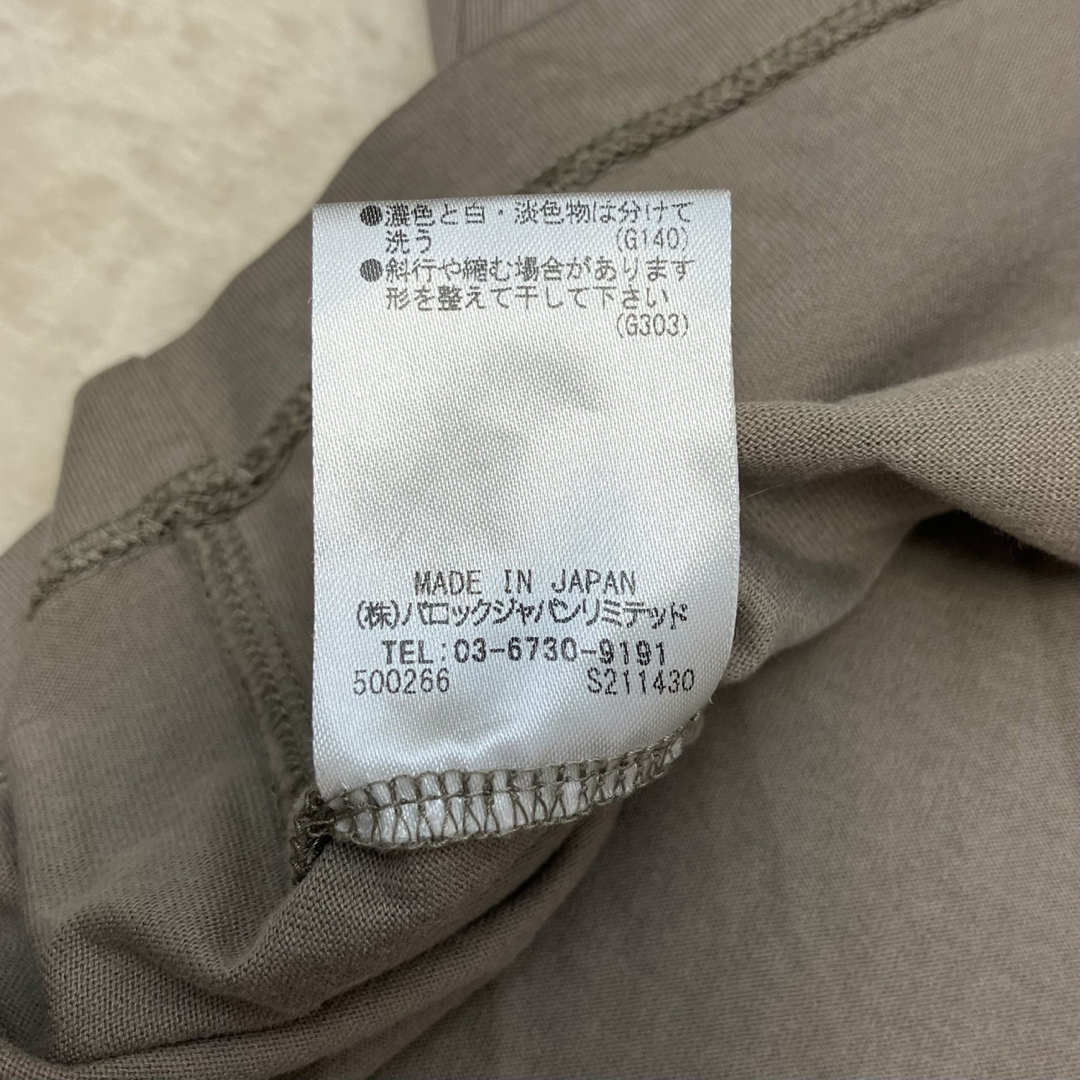 ●濃色と白・淡色物は分けて
洗う (G140)
●斜行や縮む場合があります
形を整えて干して下さい
(G303)
MADE IN JAPAN
(株)バロックジャパンリミテッド
TEL:03-6730-9191
500266 S211430